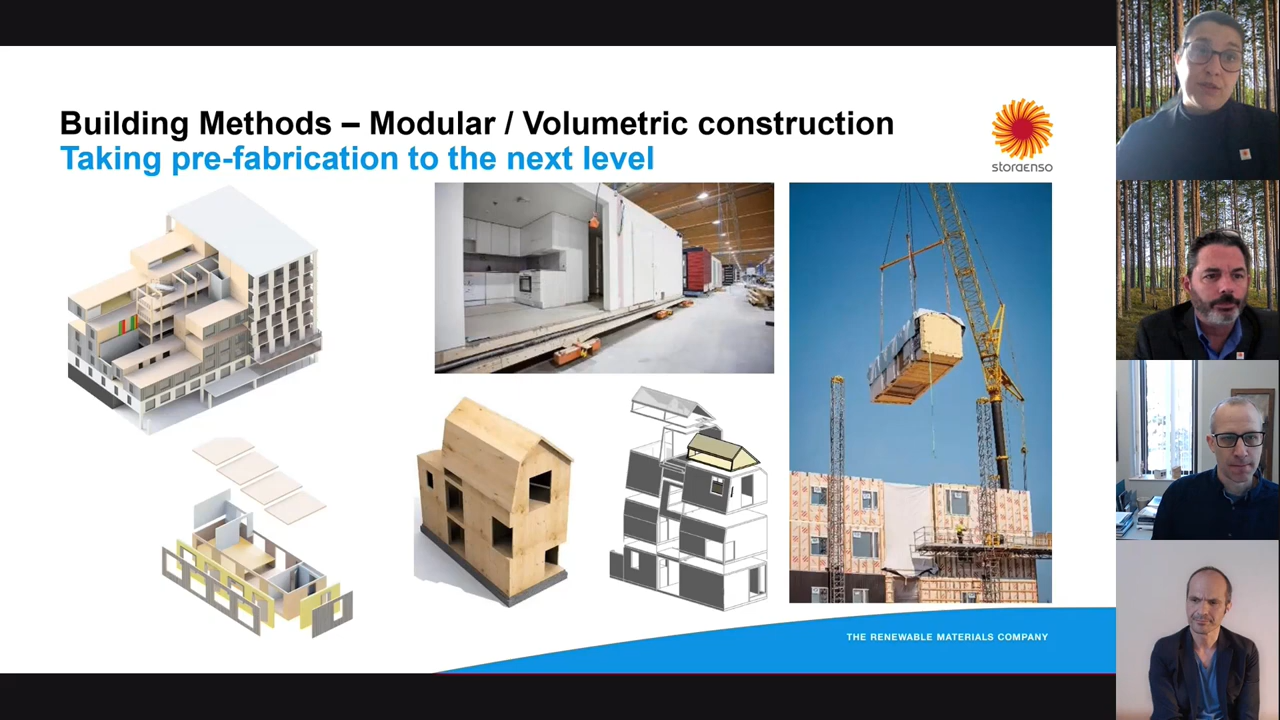 Building Methods – Modular / Volumetric construction
Taking pre-fabrication to the next level
storaenso
THE RENEWABLE MATERIALS COMPANY